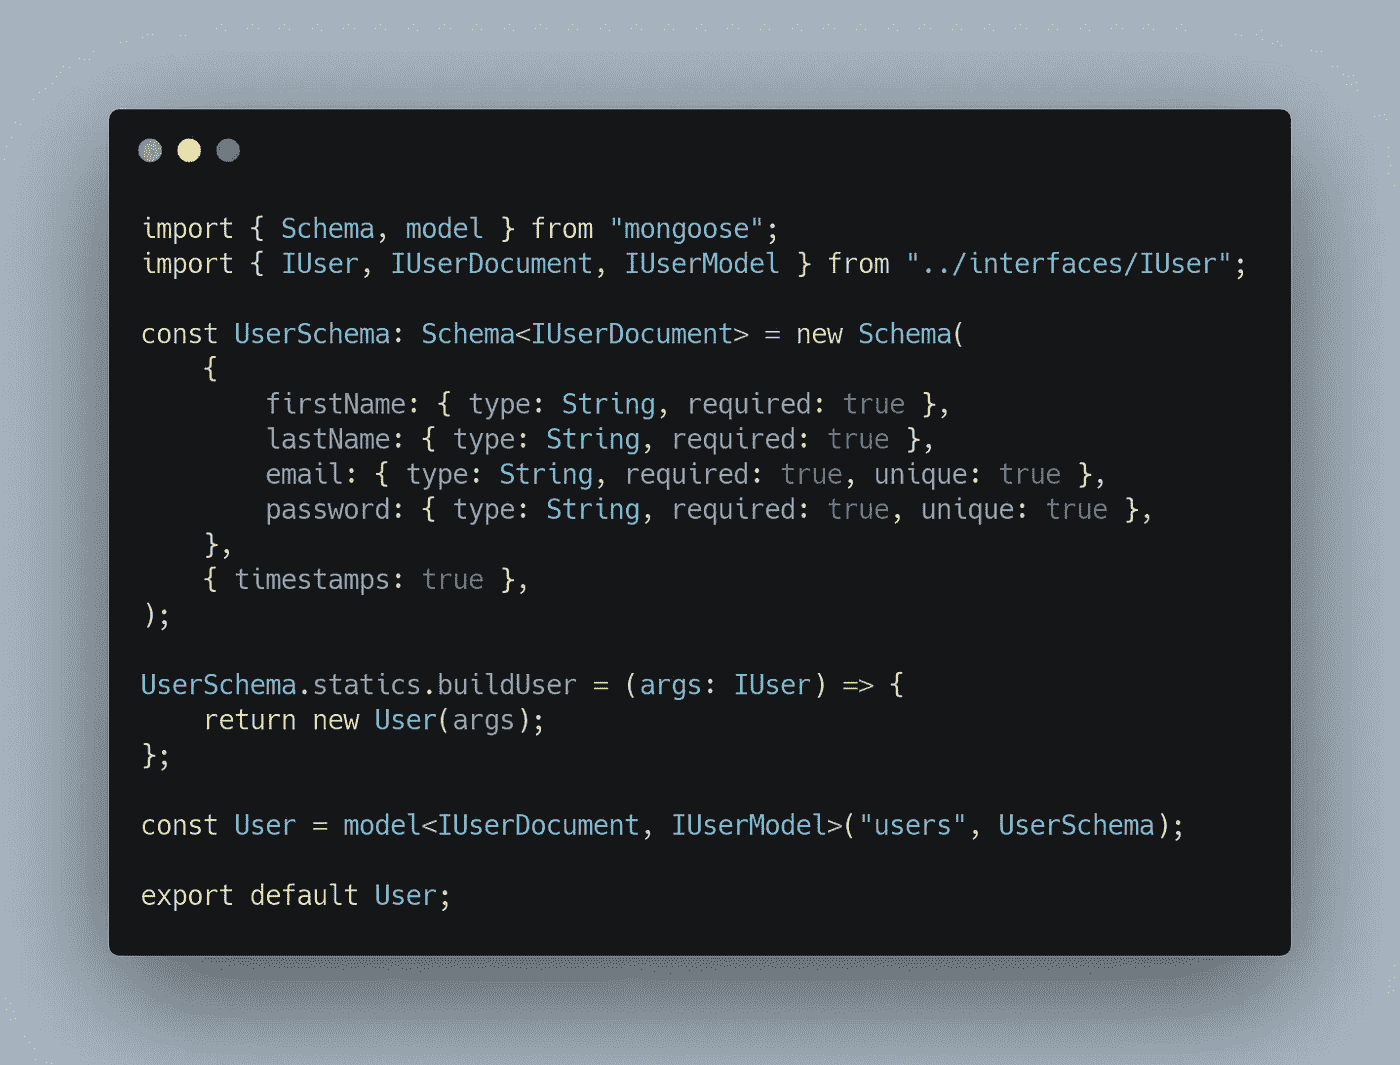 import { Schema, model } from "mongoose";
import { IUser, IUserDocument, IUserModel } from "../interfaces/IUser";
const UserSchema: Schema<IUserDocument> = new Schema(
    {
        firstName: { type: String, required: true },
        lastName: { type: String, required: true },
        email: { type: String, required: true, unique: true },
        password: { type: String, required: true, unique: true },
    },
    { timestamps: true },
);
UserSchema.statics.buildUser = (args: IUser) => {
    return new User(args);
};
const User = model<IUserDocument, IUserModel>("users", UserSchema);
export default User;